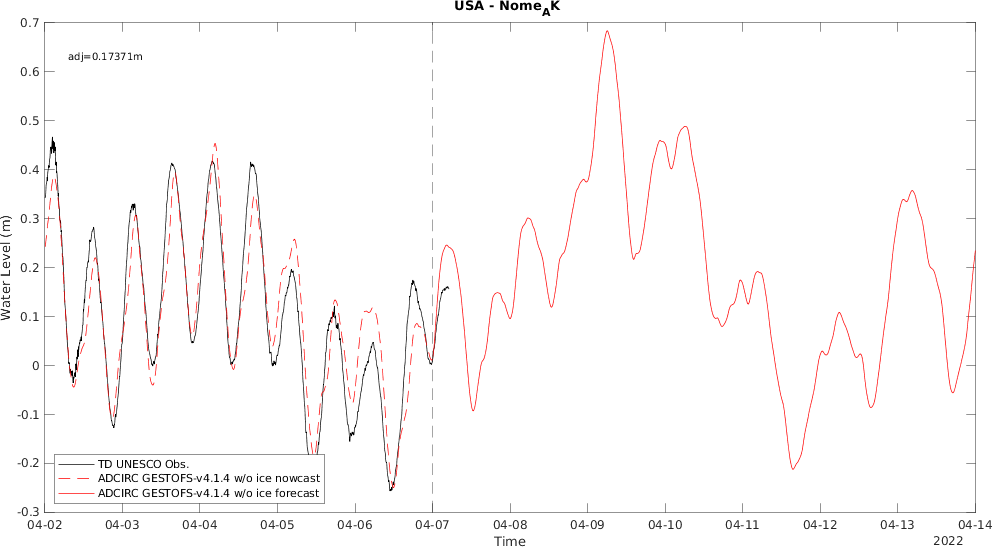 USA - Nome_AK
adj=0.17371m
0.7
0.6
0.5
0.4
0.3
0.2
0.1
0
-0.1
-0.2
-0.3
Water Level (m)
TD UNESCO Obs.
ADCIRC GESTOFS-v4.1.4 w/o ice nowcast
ADCIRC GESTOFS-v4.1.4 w/o ice forecast
04-02 04-03 04-04 04-05 04-06 04-07 04-08 04-09 04-10 04-11 04-12 04-13 04-14
Time
2022